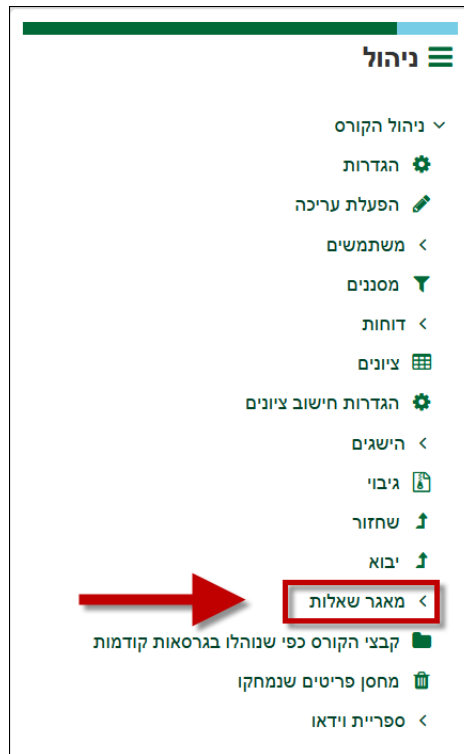 ניהול
ניהול הקורס
הגדרות
הפעלת עריכה
משתמשים
מסננים
דוחות
ציונים
הגדרות חישוב ציונים
הישגים
גיבוי
שחזור
יבוא
מאגר שאלות
קבצי הקורס כפי שנוהלו בגרסאות קודמות
מחסן פריטים שנמחקו
ספריית וידאו